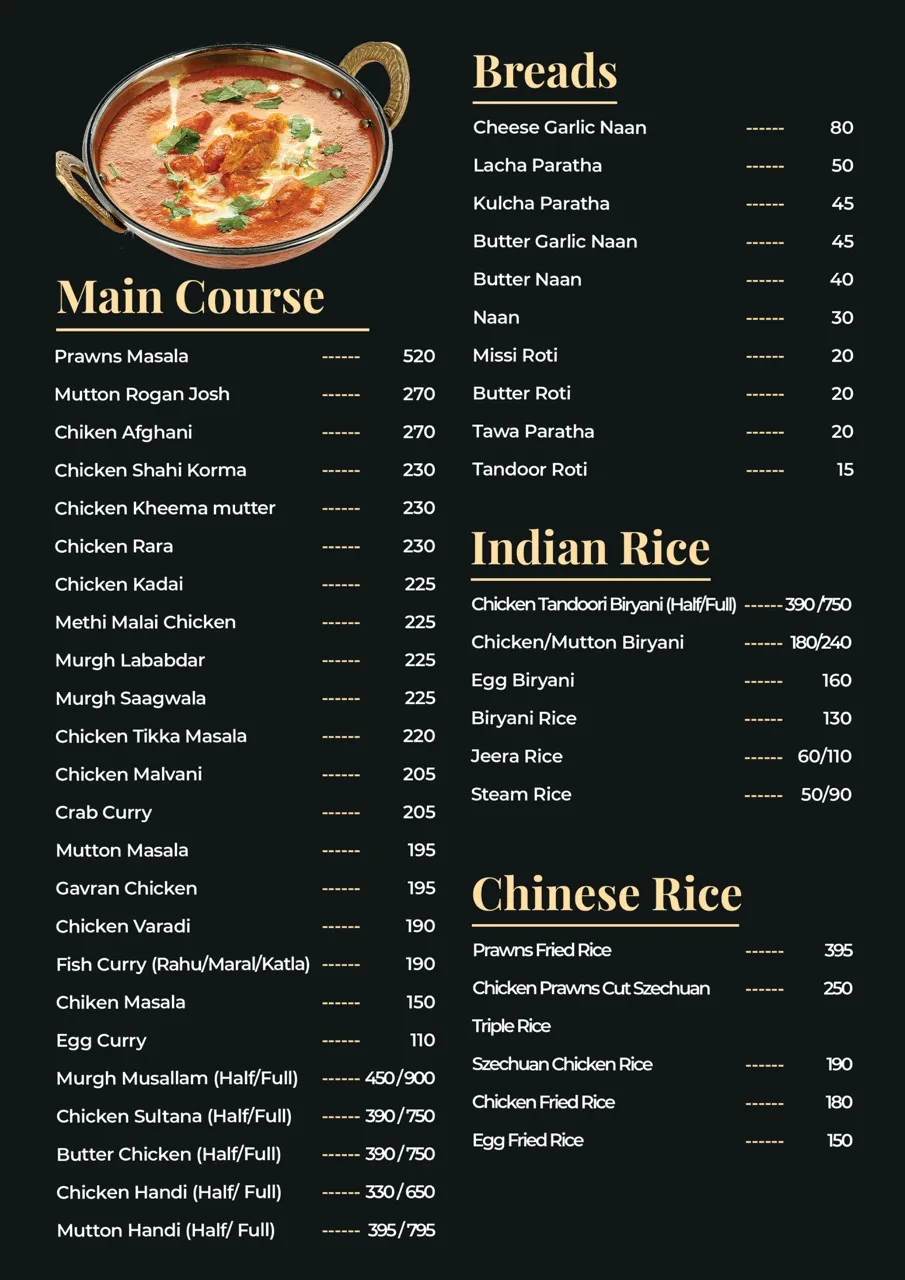 Main Course
Prawns Masala ------ 520
Mutton Rogan Josh ------ 270
Chiken Afghani ------ 270
Chicken Shahi Korma ------ 230
Chicken Kheema mutter ------ 230
Chicken Rara ------ 230
Chicken Kadai ------ 225
Methi Malai Chicken ------ 225
Murgh Lababdar ------ 225
Murgh Saagwala ------ 225
Chicken Tikka Masala ------ 220
Chicken Malvani ------ 205
Crab Curry ------ 205
Mutton Masala ------ 195
Gavran Chicken ------ 195
Chicken Varadi ------ 190
Fish Curry (Rahu/Maral/Katla) ------ 190
Chiken Masala ------ 150
Egg Curry ------ 110
Murgh Musallam (Half/Full) ------ 450/900
Chicken Sultana (Half/Full) ------ 390/750
Butter Chicken (Half/Full) ------ 390/750
Chicken Handi (Half/ Full) ------ 330/650
Mutton Handi (Half/ Full) ------ 395/795
Breads
Cheese Garlic Naan ------ 80
Lacha Paratha ------ 50
Kulcha Paratha ------ 45
Butter Garlic Naan ------ 45
Butter Naan ------ 40
Naan ------ 30
Missi Roti ------ 20
Butter Roti ------ 20
Tawa Paratha ------ 20
Tandoor Roti ------ 15
Indian Rice
Chicken Tandoori Biryani (Half/Full) ------ 390/750
Chicken/Mutton Biryani ------ 180/240
Egg Biryani ------ 160
Biryani Rice ------ 130
Jeera Rice ------ 60/110
Steam Rice ------ 50/90
Chinese Rice
Prawns Fried Rice ------ 395
Chicken Prawns Cut Szechuan ------ 250
Triple Rice
Szechuan Chicken Rice ------ 190
Chicken Fried Rice ------ 180
Egg Fried Rice ------ 150